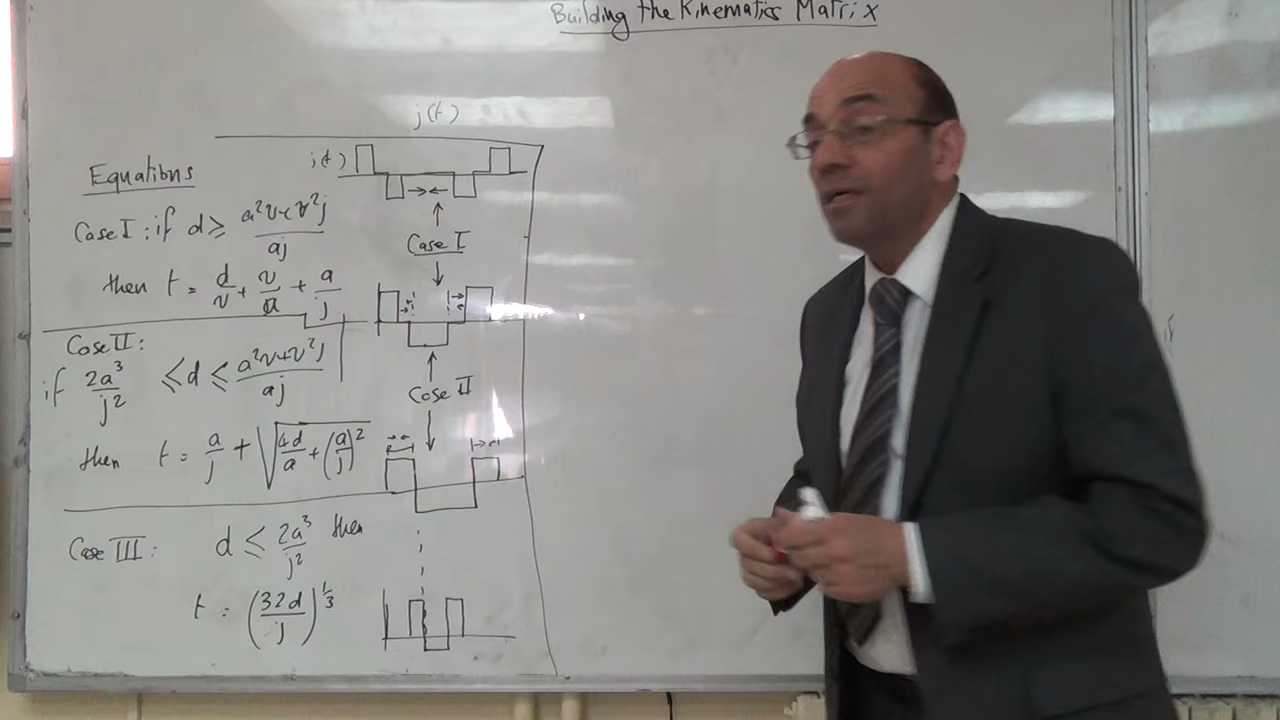 Building the Kinematics Matrix
j(t)
Equations
j(t)
Case I : if d ≥ a²v + v²j / aj
Case I
then t = d/v + v/a + a/j
Case II:
if 2a³/j² ≤ d ≤ a²v+v²j / aj
Case II
then t = a/j + √(4d/a + (a/j)²)
Case III: d ≤ 2a³/j² then
t = (32d/j)^1/3